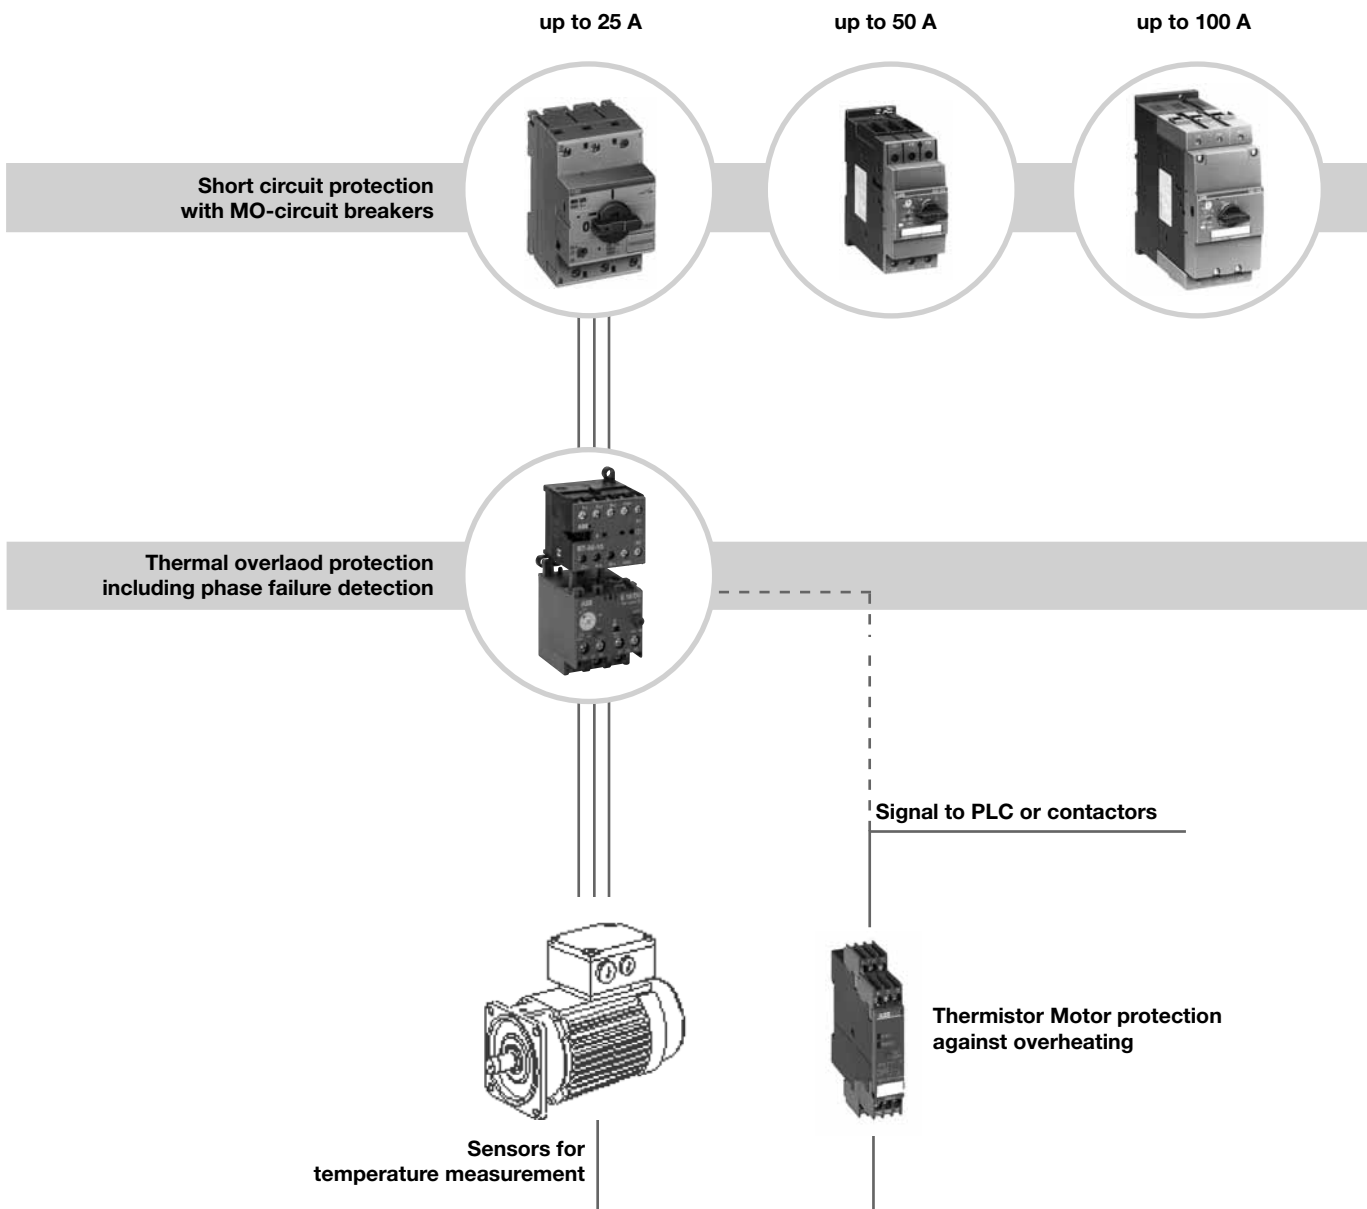 up to 25 A
up to 50 A
up to 100 A
Short circuit protection
with MO-circuit breakers
Thermal overlaod protection
including phase failure detection
Signal to PLC or contactors
Thermistor Motor protection
against overheating
Sensors for
temperature measurement